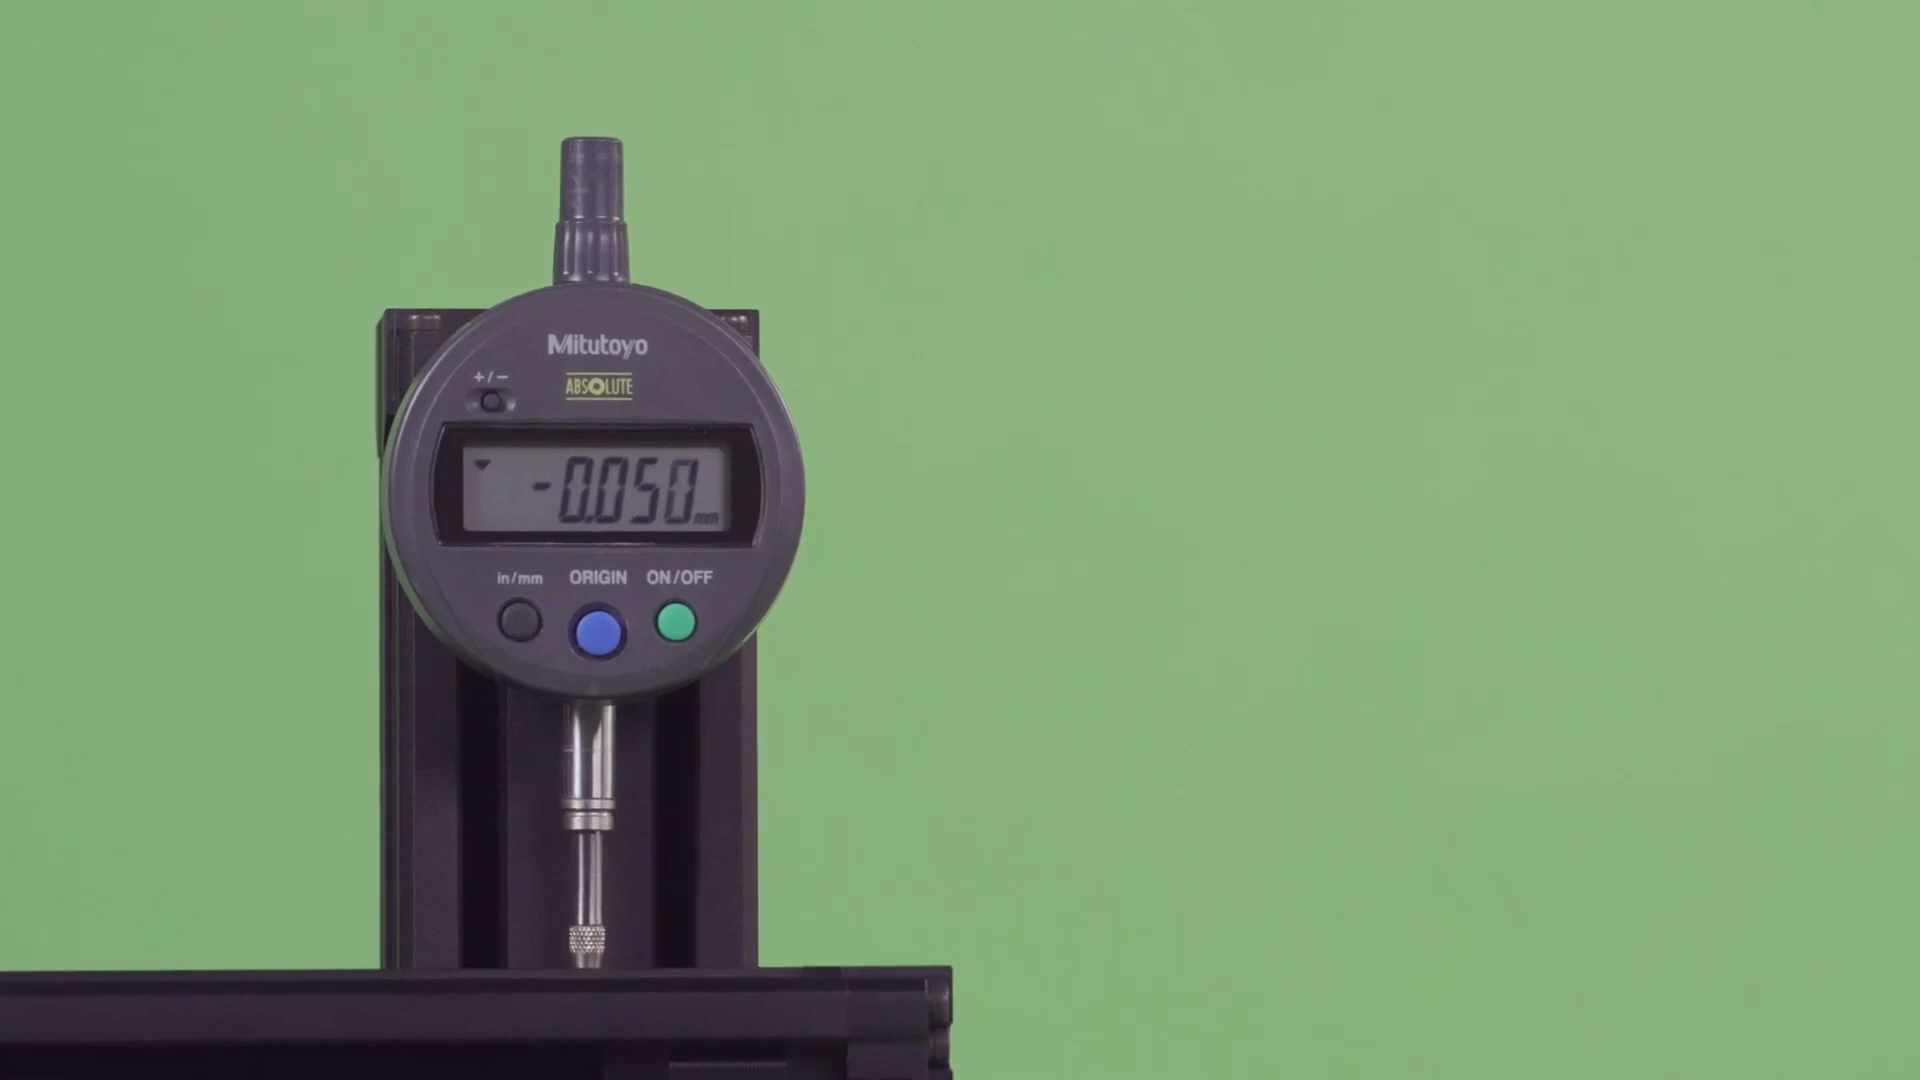 Mitutoyo
+/-
ABSOLUTE
-0.050 mm
in/mm ORIGIN ON/OFF